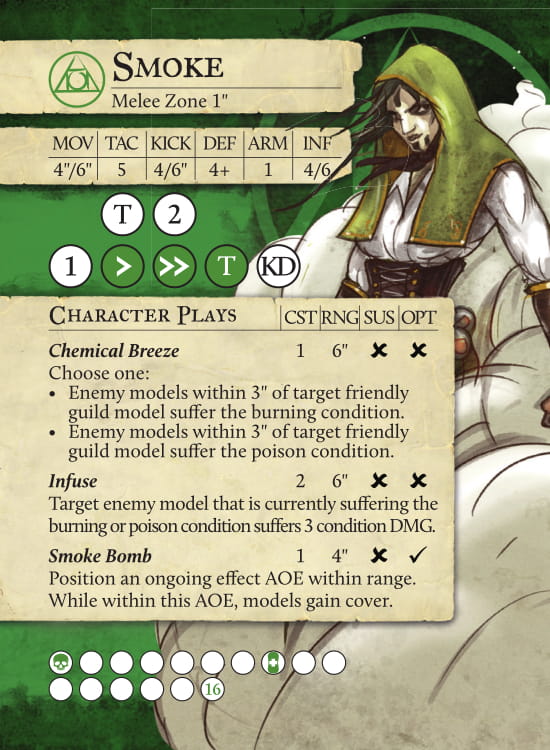 SMOKE
Melee Zone 1"
MOV TAC KICK DEF ARM INF
4"/6" 5 4/6" 4+ 1 4/6
T 2
1 > >> T KD
CHARACTER PLAYS CST RNG SUS OPT
Chemical Breeze 1 6" ✘ ✘
Choose one:
• Enemy models within 3" of target friendly
guild model suffer the burning condition.
• Enemy models within 3" of target friendly
guild model suffer the poison condition.
Infuse 2 6" ✘ ✘
Target enemy model that is currently suffering the
burning or poison condition suffers 3 condition DMG.
Smoke Bomb 1 4" ✘ ✓
Position an ongoing effect AOE within range.
While within this AOE, models gain cover.
16